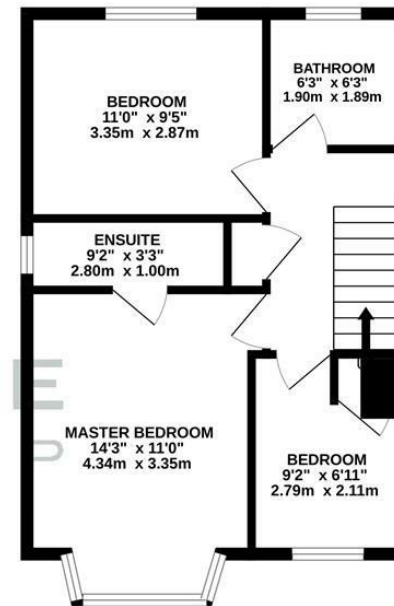 BEDROOM
11'0" x 9'5"
3.35m x 2.87m
BATHROOM
6'3" x 6'3"
1.90m x 1.89m
ENSUITE
9'2" x 3'3"
2.80m x 1.00m
MASTER BEDROOM
14'3" x 11'0"
4.34m x 3.35m
BEDROOM
9'2" x 6'11"
2.79m x 2.11m
E